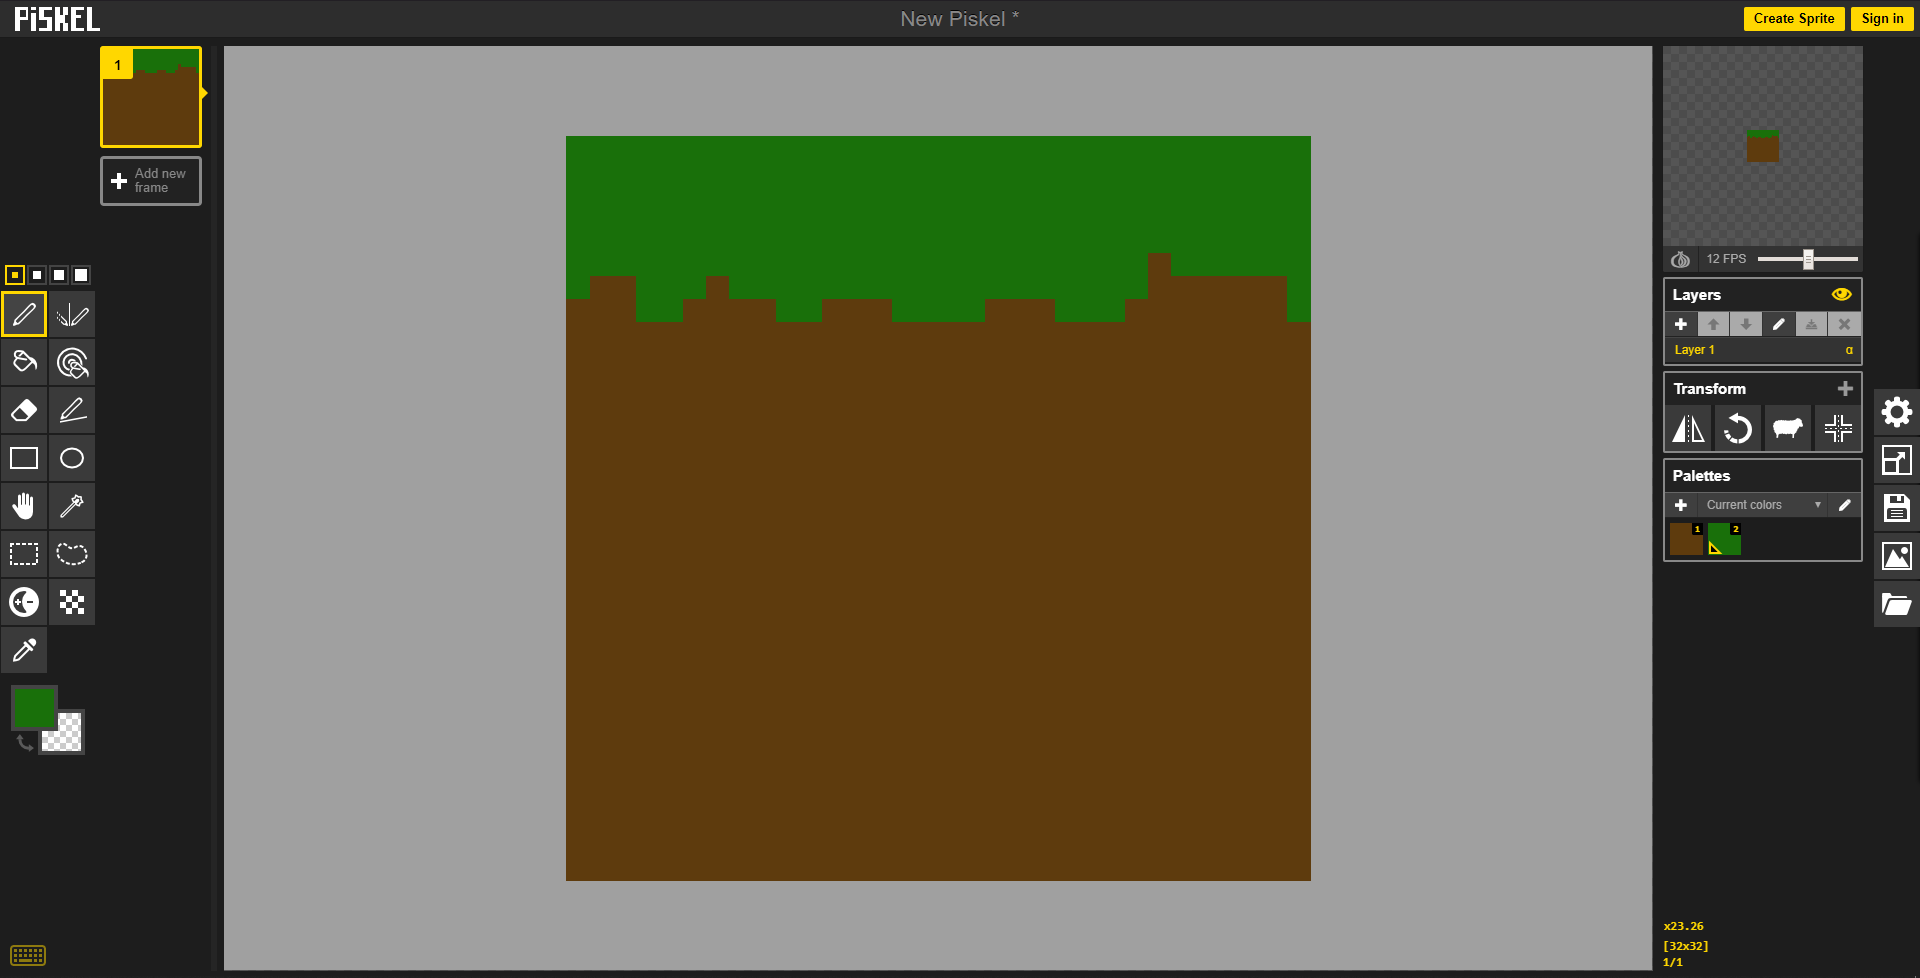 PiSKEL
New Piskel *
Create Sprite
Sign in
1
Add new
frame
12 FPS
Layers
Layer 1
α
Transform
Palettes
Current colors
1
2
x23.26
[32x32]
1/1